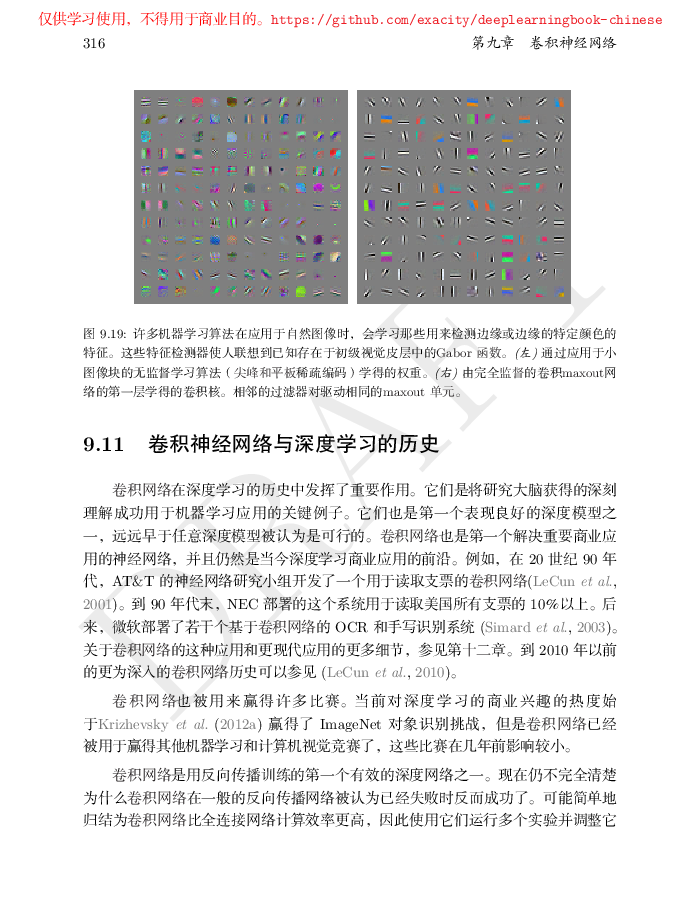 仅供学习使用，不得用于商业目的。https://github.com/exacity/deeplearningbook-chinese
316 第九章 卷积神经网络
图 9.19: 许多机器学习算法在应用于自然图像时，会学习那些用来检测边缘或边缘的特定颜色的
特征。这些特征检测器使人联想到已知存在于初级视觉皮层中的Gabor 函数。(左) 通过应用于小
图像块的无监督学习算法（尖峰和平板稀疏编码）学得的权重。(右) 由完全监督的卷积maxout网
络的第一层学得的卷积核。相邻的过滤器对驱动相同的maxout 单元。
9.11 卷积神经网络与深度学习的历史
卷积网络在深度学习的历史中发挥了重要作用。它们是将研究大脑获得的深刻
理解成功用于机器学习应用的关键例子。它们也是第一个表现良好的深度模型之
一，远远早于任意深度模型被认为是可行的。卷积网络也是第一个解决重要商业应
用的神经网络，并且仍然是当今深度学习商业应用的前沿。例如，在 20 世纪 90 年
代，AT&T 的神经网络研究小组开发了一个用于读取支票的卷积网络(LeCun et al.,
2001)。到 90 年代末，NEC 部署的这个系统用于读取美国所有支票的 10%以上。后
来，微软部署了若干个基于卷积网络的 OCR 和手写识别系统 (Simard et al., 2003)。
关于卷积网络的这种应用和更现代应用的更多细节，参见第十二章。到 2010 年以前
的更为深入的卷积网络历史可以参见 (LeCun et al., 2010)。
卷积网络也被用来赢得许多比赛。当前对深度学习的商业兴趣的热度始
于Krizhevsky et al. (2012a) 赢得了 ImageNet 对象识别挑战，但是卷积网络已经
被用于赢得其他机器学习和计算机视觉竞赛了，这些比赛在几年前影响较小。
卷积网络是用反向传播训练的第一个有效的深度网络之一。现在仍不完全清楚
为什么卷积网络在一般的反向传播网络被认为已经失败时反而成功了。可能简单地
归结为卷积网络比全连接网络计算效率更高，因此使用它们运行多个实验并调整它
DRAFT